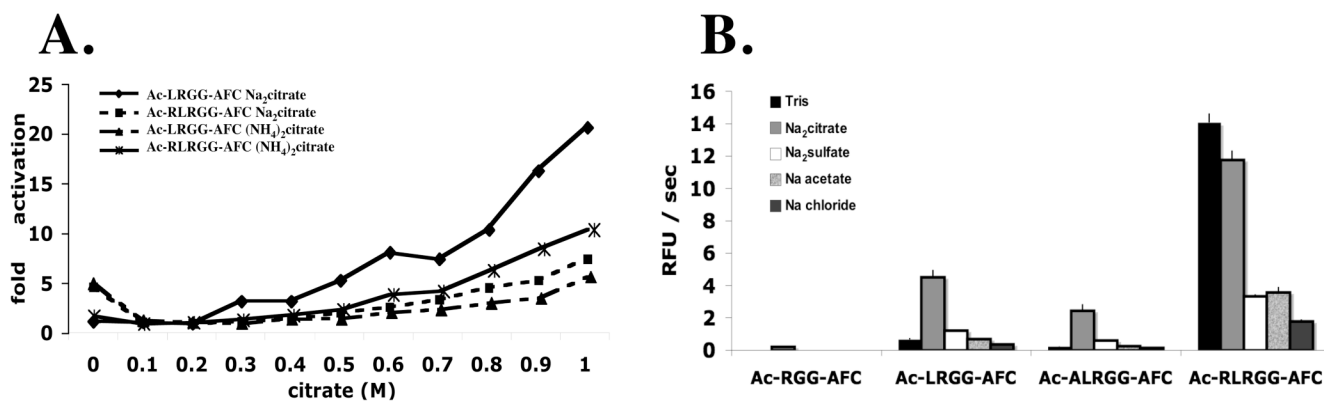 A.
25
20
15
10
5
0
fold activation
Ac-LRGG-AFC Na₂citrate
Ac-RLRGG-AFC Na₂citrate
Ac-LRGG-AFC (NH₄)₂citrate
Ac-RLRGG-AFC (NH₄)₂citrate
0 0.1 0.2 0.3 0.4 0.5 0.6 0.7 0.8 0.9 1
citrate (M)
B.
16
14
12
10
8
6
4
2
0
RFU / sec
Tris
Na₂citrate
Na₂sulfate
Na acetate
Na chloride
Ac-RGG-AFC Ac-LRGG-AFC Ac-ALRGG-AFC Ac-RLRGG-AFC